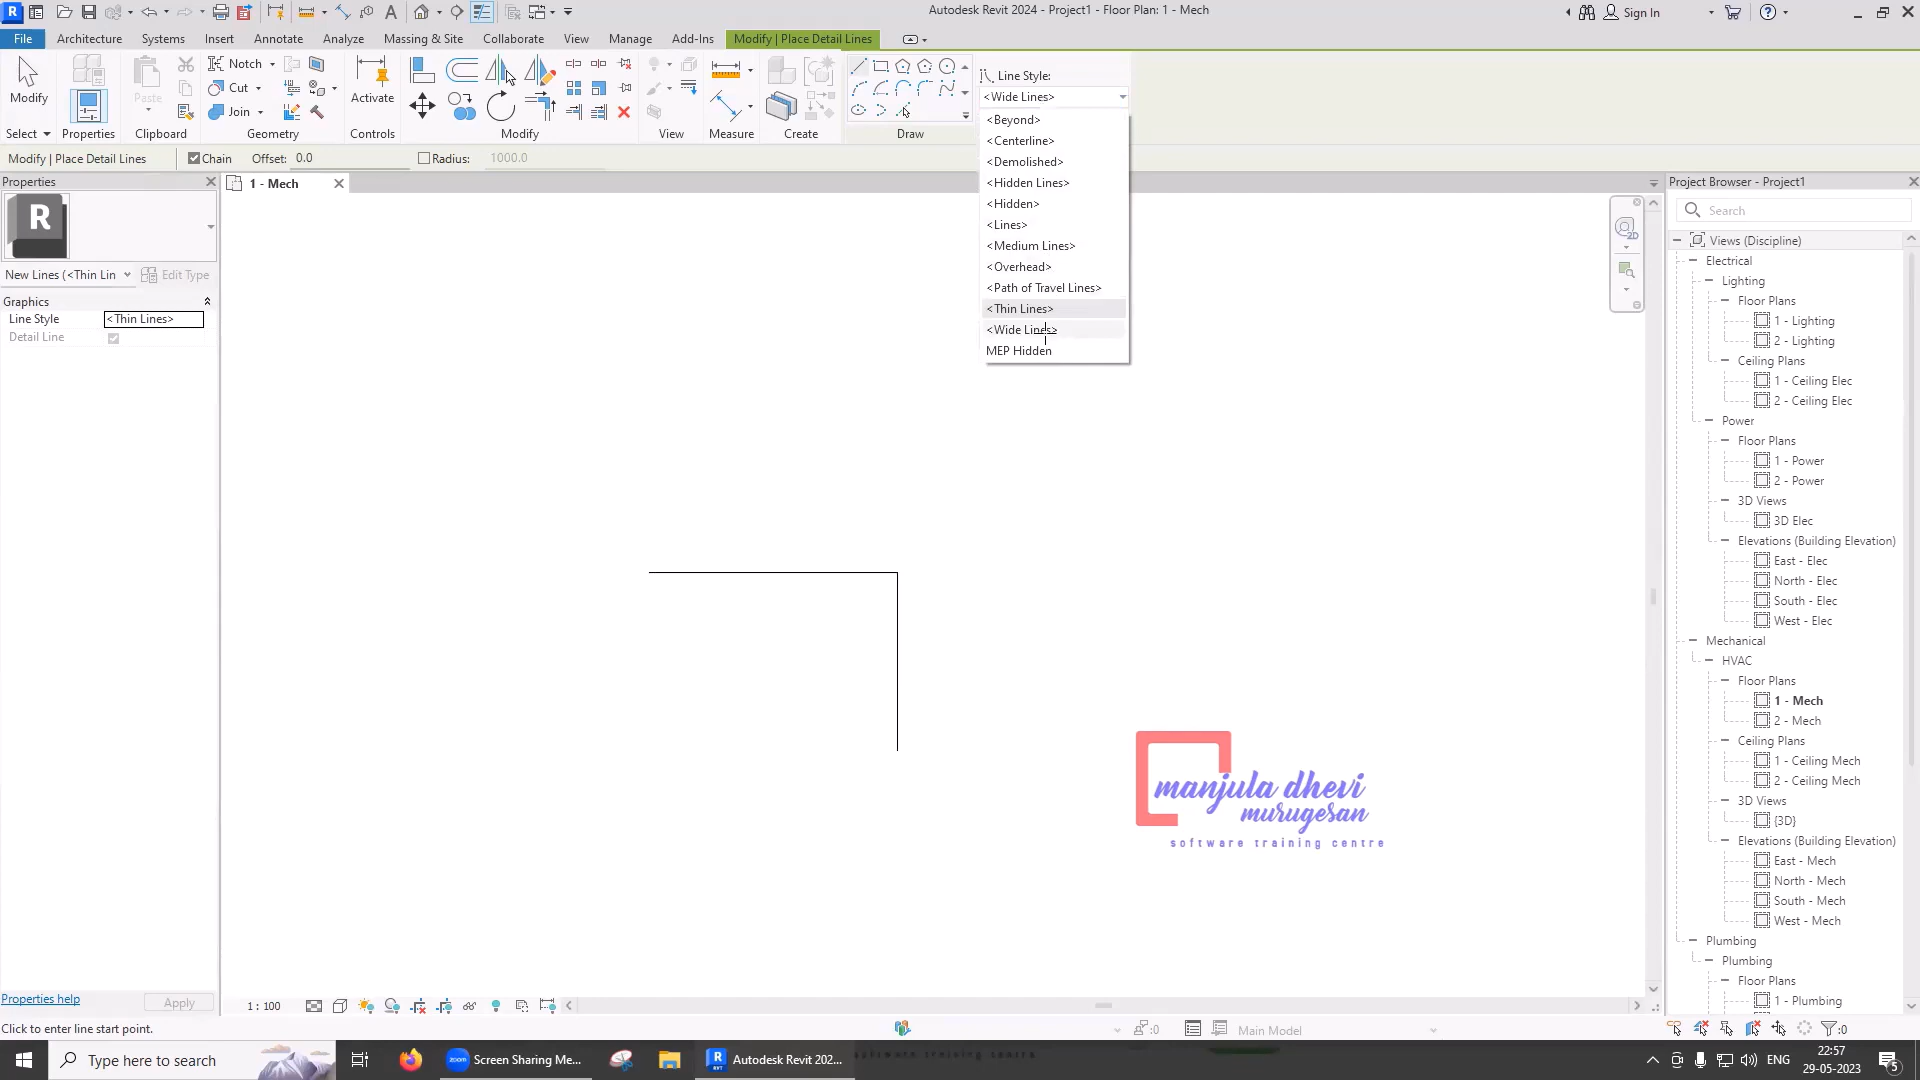 Autodesk Revit 2024 - Project1 - Floor Plan: 1 - Mech
Sign In
File
Architecture
Systems
Insert
Annotate
Analyze
Massing & Site
Collaborate
View
Manage
Add-Ins
Modify | Place Detail Lines
Modify
Paste
Notch
Cut
Join
Activate
Line Style:
<Wide Lines>
Select
Properties
Clipboard
Geometry
Controls
Modify
View
Measure
Create
Draw
<Beyond>
<Centerline>
<Demolished>
<Hidden Lines>
<Hidden>
<Lines>
<Medium Lines>
<Overhead>
<Path of Travel Lines>
<Thin Lines>
<Wide Lines>
MEP Hidden
Modify | Place Detail Lines
Chain
Offset: 0.0
Radius: 1000.0
Properties
1 - Mech
Project Browser - Project1
Search
New Lines (<Thin Lin
Edit Type
Graphics
Line Style
<Thin Lines>
Detail Line
Views (Discipline)
Electrical
Lighting
Floor Plans
1 - Lighting
2 - Lighting
Ceiling Plans
1 - Ceiling Elec
2 - Ceiling Elec
Power
Floor Plans
1 - Power
2 - Power
3D Views
3D Elec
Elevations (Building Elevation)
East - Elec
North - Elec
South - Elec
West - Elec
Mechanical
HVAC
Floor Plans
1 - Mech
2 - Mech
Ceiling Plans
1 - Ceiling Mech
2 - Ceiling Mech
3D Views
{3D}
Elevations (Building Elevation)
East - Mech
North - Mech
South - Mech
West - Mech
Plumbing
Plumbing
Floor Plans
1 - Plumbing
manjula dhevi
murugesan
software training centre
Properties help
Apply
1 : 100
Click to enter line start point.
:0
Main Model
:0
Type here to search
Screen Sharing Me...
Autodesk Revit 202...
ENG
22:57
29-05-2023
5